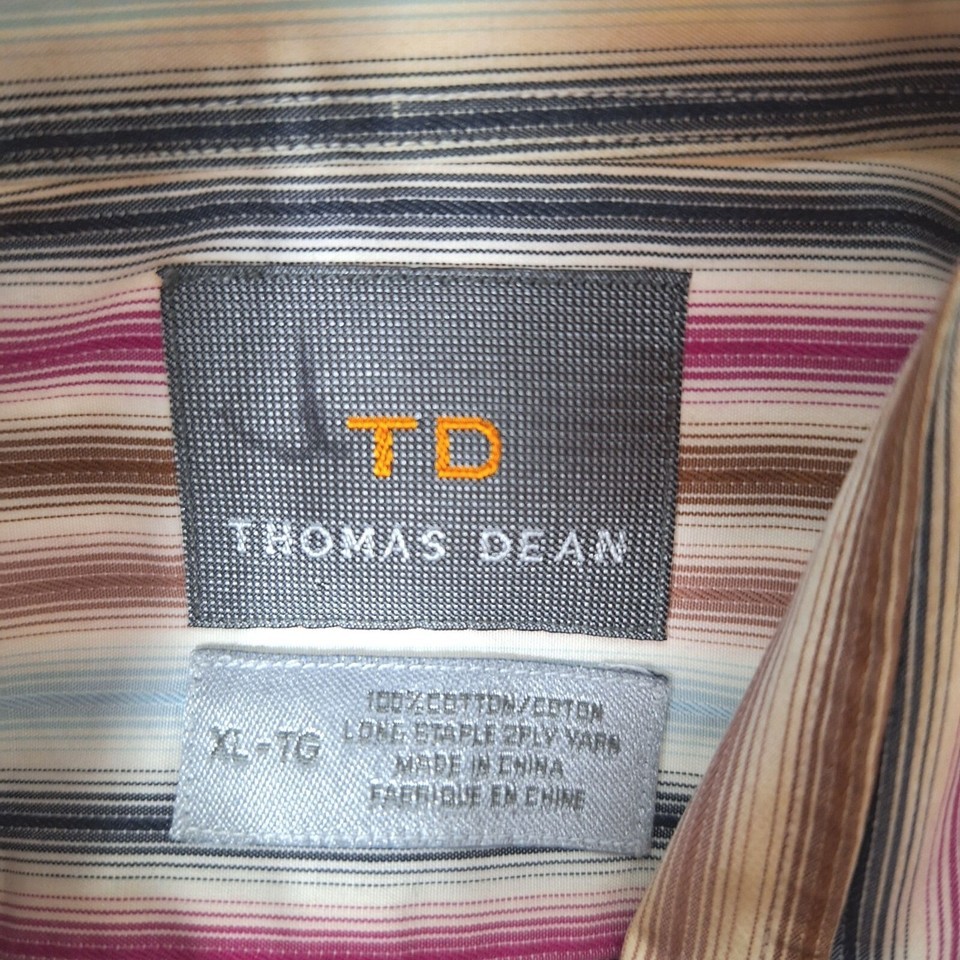 TD
THOMAS DEAN
XL-TG
100% COTTON/COTON
LONG STAPLE 2PLY YARN
MADE IN CHINA
FABRIQUE EN CHINE